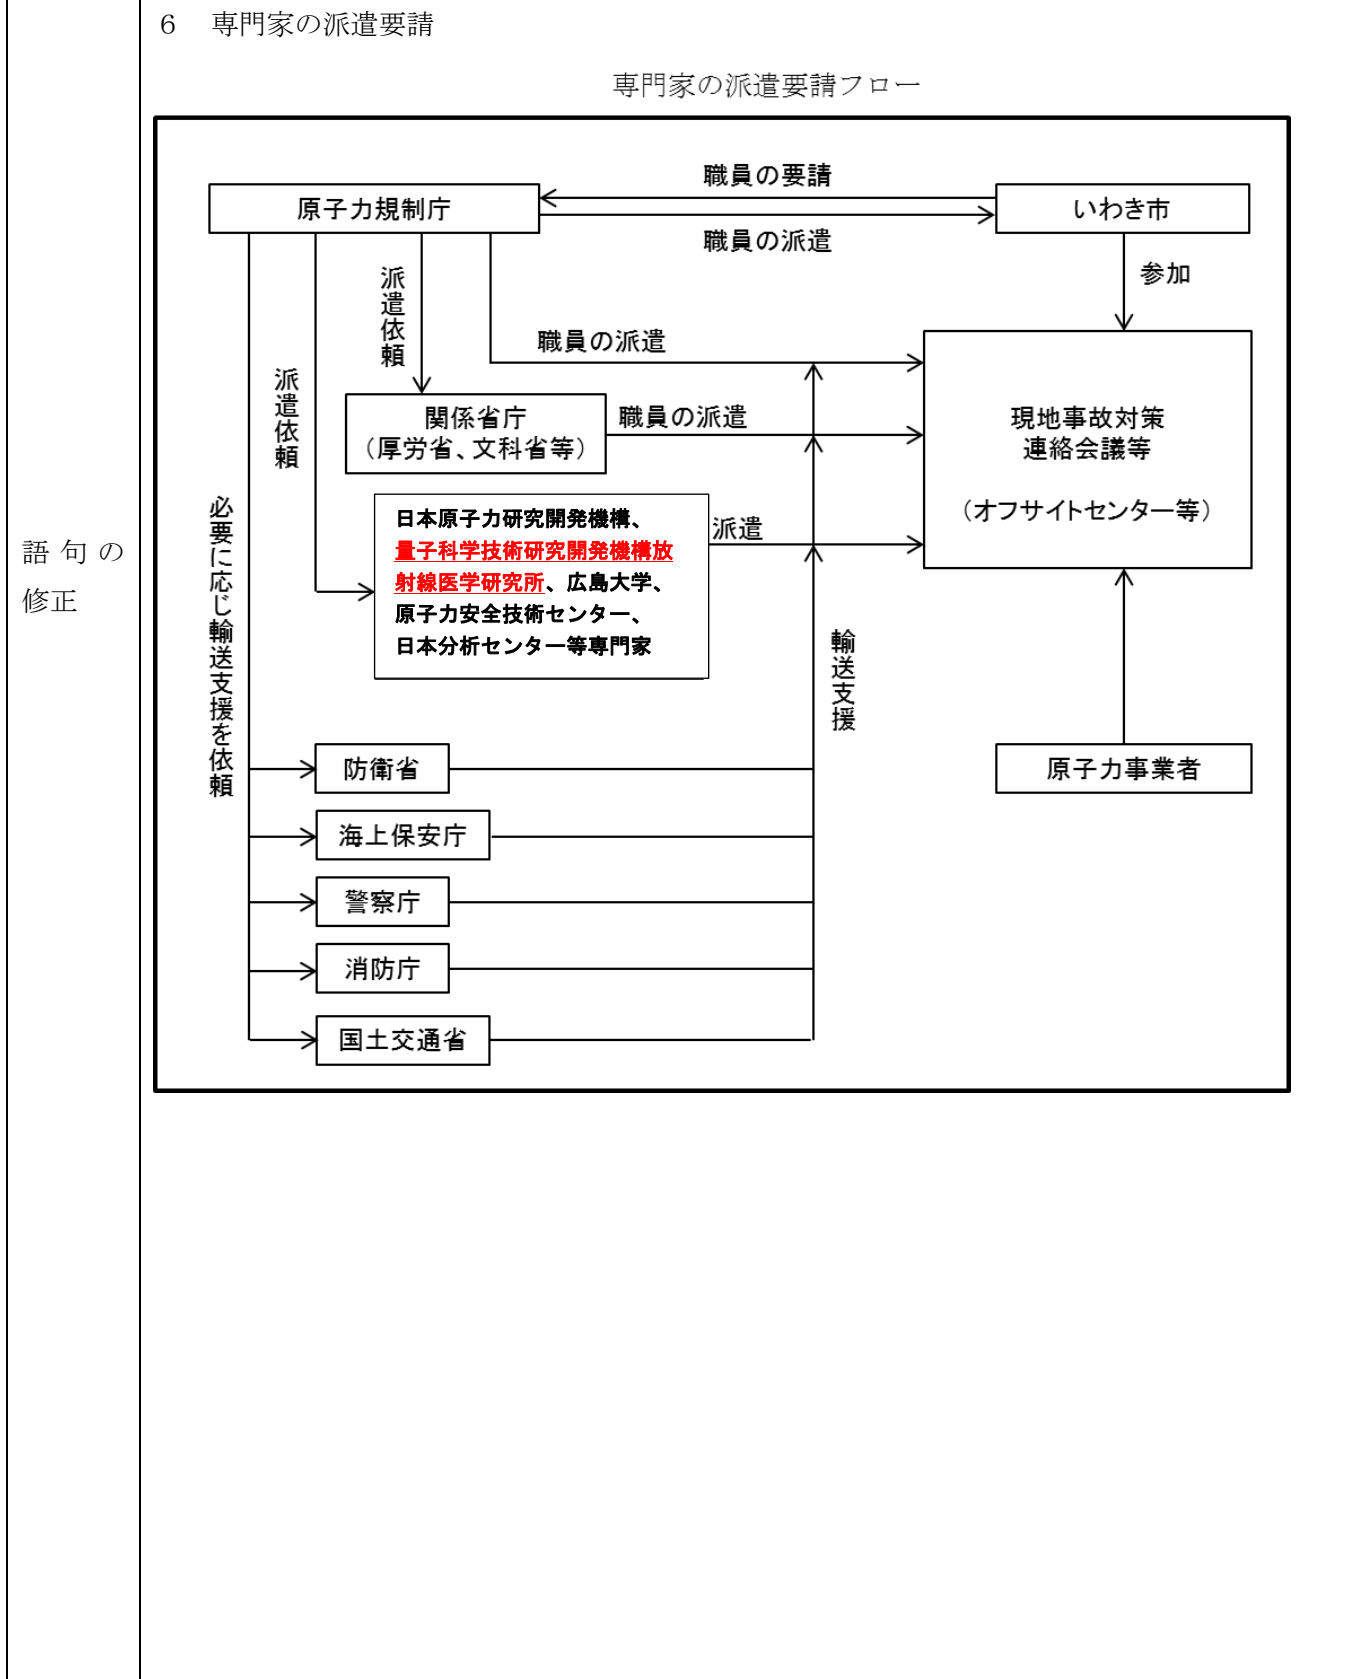 ６　専門家の派遣要請
専門家の派遣要請フロー
職員の要請
原子力規制庁
いわき市
職員の派遣
参加
派遣依頼
職員の派遣
派遣依頼
関係省庁
（厚労省、文科省等）
職員の派遣
現地事故対策
連絡会議等
（オフサイトセンター等）
必要に応じ輸送支援を依頼
日本原子力研究開発機構、
量子科学技術研究開発機構放
射線医学研究所、広島大学、
原子力安全技術センター、
日本分析センター等専門家
派遣
語句の
修正
輸送支援
防衛省
原子力事業者
海上保安庁
警察庁
消防庁
国土交通省